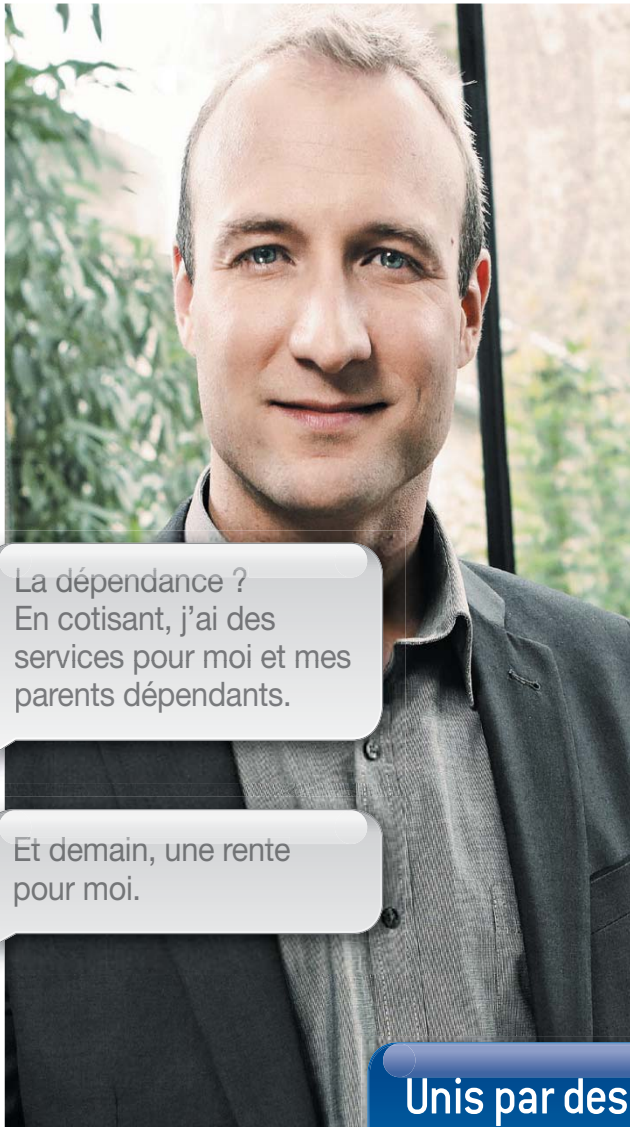 La dépendance ?
En cotisant, j’ai des
services pour moi et mes
parents dépendants.
Et demain, une rente
pour moi.
Unis par des